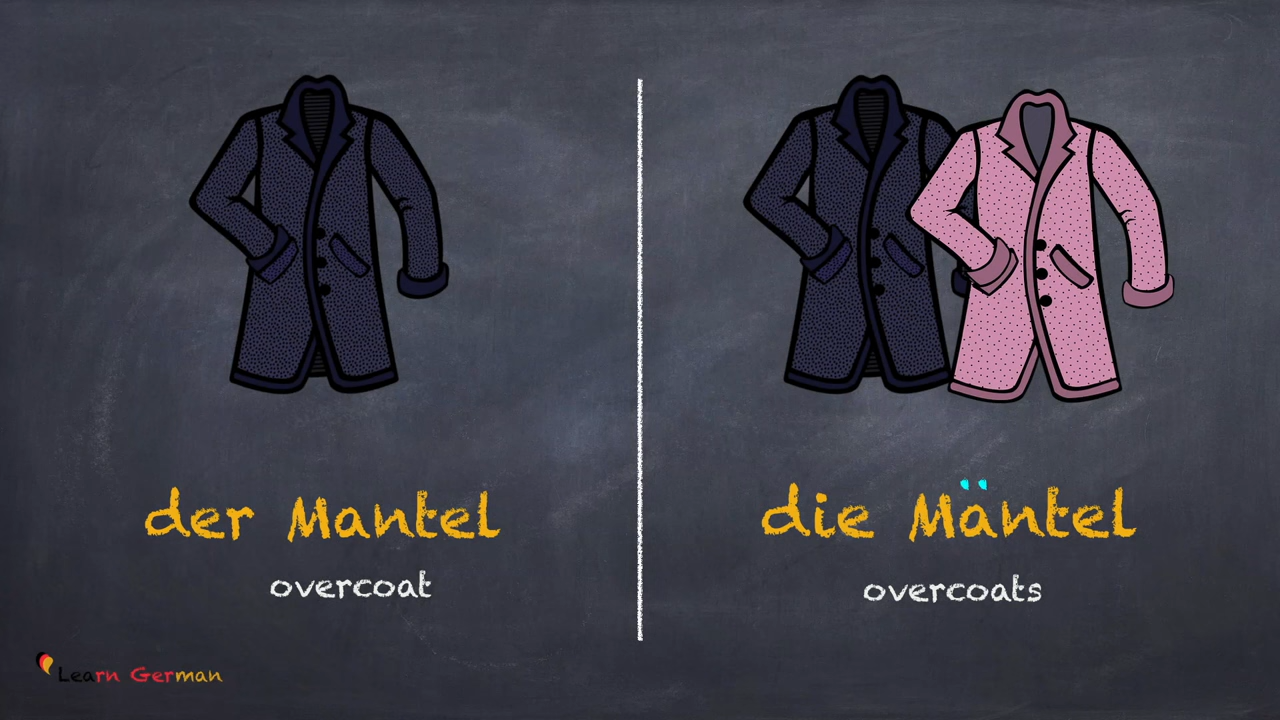 der Mantel
overcoat
die Mäntel
overcoats
Learn German